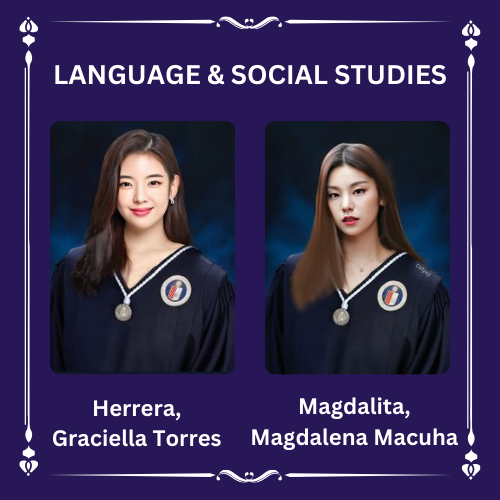 LANGUAGE & SOCIAL STUDIES
Herrera,
Graciella Torres
Magdalita,
Magdalena Macuha